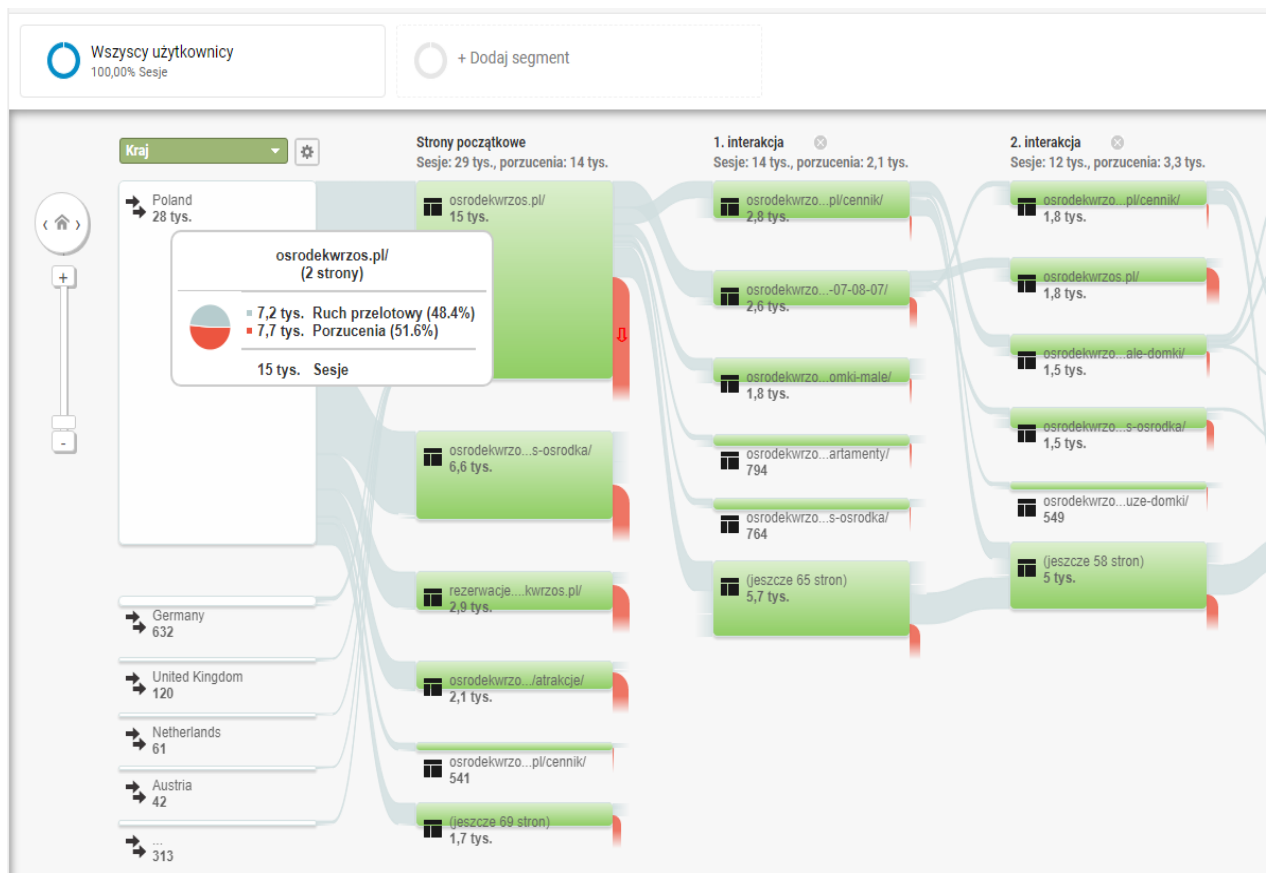 Wszyscy użytkownicy
100,00% Sesje
+ Dodaj segment
Kraj
Strony początkowe
Sesje: 29 tys., porzucenia: 14 tys.
1. interakcja
Sesje: 14 tys., porzucenia: 2,1 tys.
2. interakcja
Sesje: 12 tys., porzucenia: 3,3 tys.
Poland
28 tys.
osrodekwrzos.pl/
(2 strony)
7,2 tys. Ruch przelotowy (48.4%)
7,7 tys. Porzucenia (51.6%)
15 tys. Sesje
Germany
632
United Kingdom
120
Netherlands
61
Austria
42
...
313
osrodekwrzos.pl/
15 tys.
osrodekwrzo...s-osrodka/
6,6 tys.
rezerwacje....kwrzos.pl/
2,9 tys.
osrodekwrzo.../atrakcje/
2,1 tys.
osrodekwrzo...pl/cennik/
541
(jeszcze 69 stron)
1,7 tys.
osrodekwrzo...pl/cennik/
2,8 tys.
osrodekwrzo...-07-08-07/
2,6 tys.
osrodekwrzo...omki-male/
1,8 tys.
osrodekwrzo...artamenty/
794
osrodekwrzo...s-osrodka/
764
(jeszcze 65 stron)
5,7 tys.
osrodekwrzo...pl/cennik/
1,8 tys.
osrodekwrzos.pl/
1,8 tys.
osrodekwrzo...ale-domki/
1,5 tys.
osrodekwrzo...s-osrodka/
1,5 tys.
osrodekwrzo...uze-domki/
549
(jeszcze 58 stron)
5 tys.